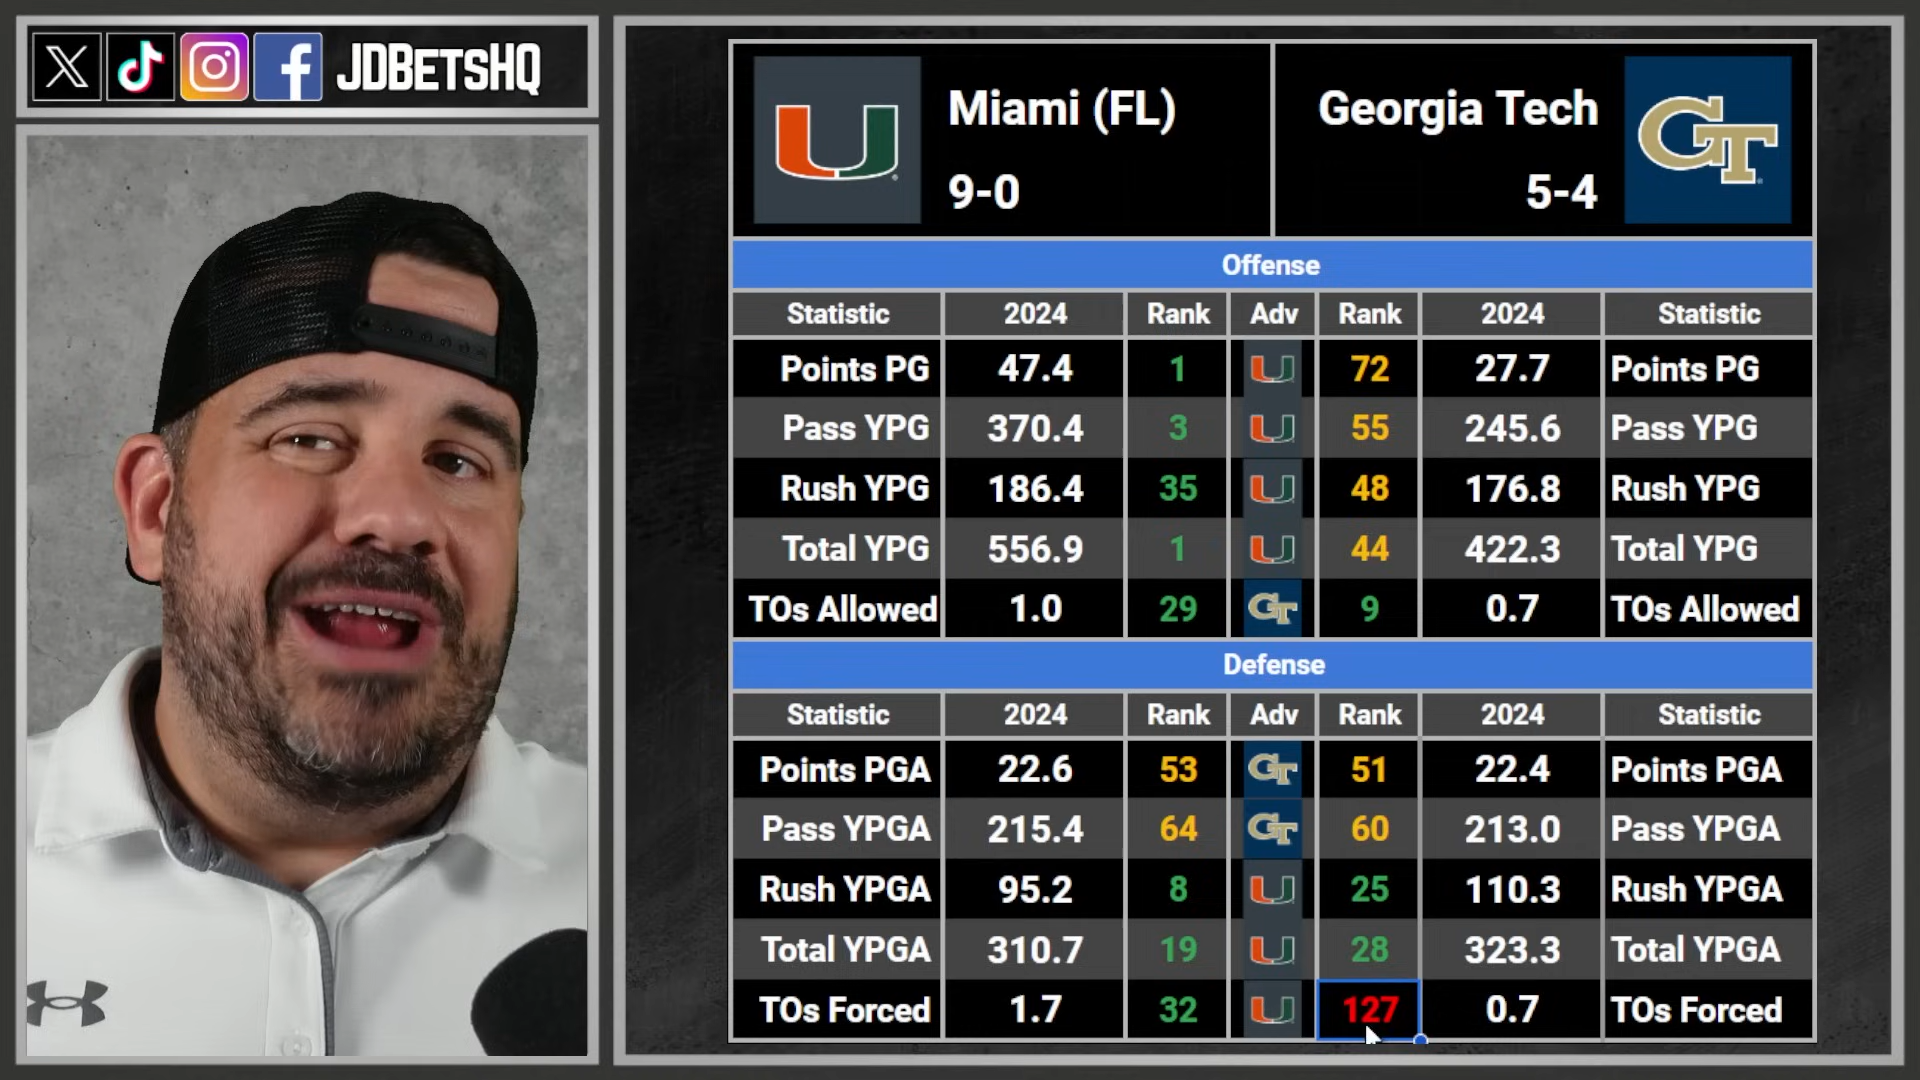 JDBETSHQ
Miami (FL) Georgia Tech
9-0 5-4
Offense
Statistic 2024 Rank Adv Rank 2024 Statistic
Points PG 47.4 1 U 72 27.7 Points PG
Pass YPG 370.4 3 U 55 245.6 Pass YPG
Rush YPG 186.4 35 U 48 176.8 Rush YPG
Total YPG 556.9 1 U 44 422.3 Total YPG
TOs Allowed 1.0 29 GT 9 0.7 TOs Allowed
Defense
Statistic 2024 Rank Adv Rank 2024 Statistic
Points PGA 22.6 53 GT 51 22.4 Points PGA
Pass YPGA 215.4 64 GT 60 213.0 Pass YPGA
Rush YPGA 95.2 8 U 25 110.3 Rush YPGA
Total YPGA 310.7 19 U 28 323.3 Total YPGA
TOs Forced 1.7 32 U 127 0.7 TOs Forced